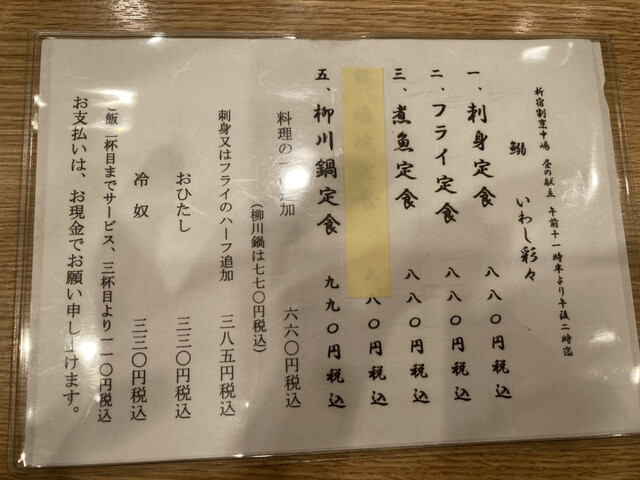 新宿割烹中嶋 昼の献立 午前十一時半より午後二時迄
鰯 いわし彩々
一、刺身定食 八八〇円税込
二、フライ定食 八八〇円税込
三、煮魚定食 八八〇円税込
八八〇円税込
五、柳川鍋定食 九九〇円税込
料理の 追加 六六〇円税込
(柳川鍋は七七〇円税込)
刺身又はフライのハーフ追加 三八五円税込
おひたし 三三〇円税込
冷奴 三三〇円税込
ご飯二杯目までサービス、三杯目より一一〇円税込
お支払いは、お現金でお願い申し上げます。